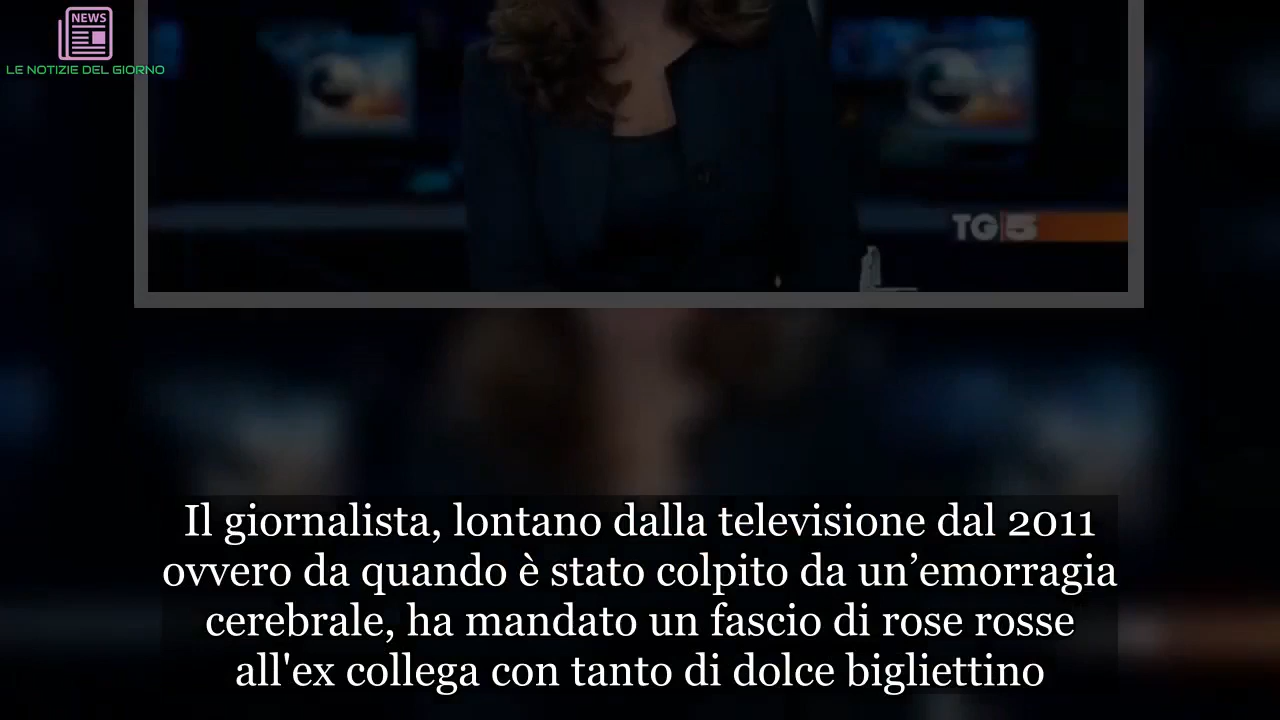 NEWS
LE NOTIZIE DEL GIORNO
TG5
Il giornalista, lontano dalla televisione dal 2011
ovvero da quando è stato colpito da un’emorragia
cerebrale, ha mandato un fascio di rose rosse
all'ex collega con tanto di dolce bigliettino